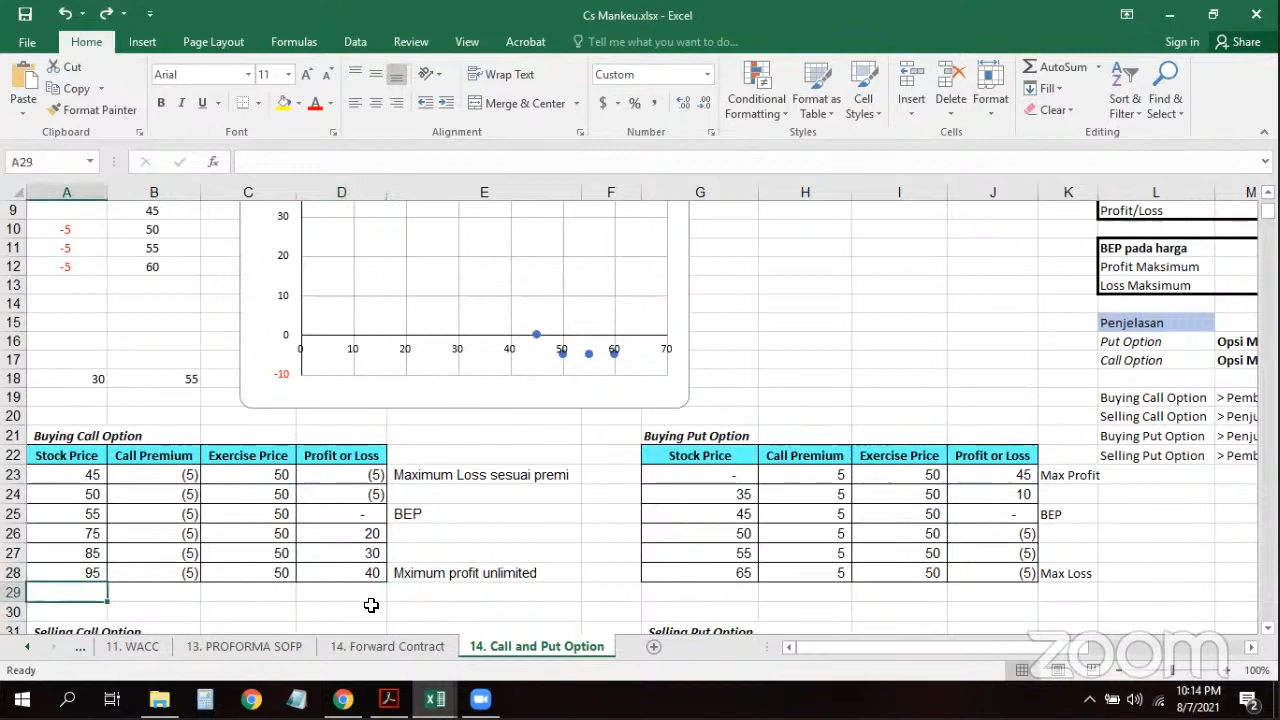 Cs Mankeu.xlsx - Excel
File Home Insert Page Layout Formulas Data Review View Acrobat Tell me what you want to do... Sign in Share
Paste Cut Copy Format Painter
Arial 11
B I U
Wrap Text
Merge & Center
Custom
$ % ,
Conditional Formatting
Format as Table
Cell Styles
Insert Delete Format
AutoSum
Fill
Clear
Sort & Filter
Find & Select
Clipboard Font Alignment Number Styles Cells Editing
A29 fx
A B C D E F G H I J K L M
9 45 Profit/Loss
10 -5 50
11 -5 55 BEP pada harga
12 -5 60 Profit Maksimum
13 Loss Maksimum
14
15 Penjelasan
16 Put Option Opsi M
17 Call Option Opsi M
18 30 55
19 Buying Call Option > Pemb
20 Selling Call Option > Penju
30
20
10
0
-10
0 10 20 30 40 50 60 70
21 Buying Call Option Buying Put Option Buying Put Option > Penju
22 Stock Price Call Premium Exercise Price Profit or Loss Stock Price Call Premium Exercise Price Profit or Loss Selling Put Option > Pemb
23 45 (5) 50 (5) Maximum Loss sesuai premi - 5 50 45 Max Profit
24 50 (5) 50 (5) 35 5 50 10
25 55 (5) 50 - BEP 45 5 50 - BEP
26 75 (5) 50 20 50 5 50 (5)
27 85 (5) 50 30 55 5 50 (5)
28 95 (5) 50 40 Mximum profit unlimited 65 5 50 (5) Max Loss
29
30
31 Selling Call Option Selling Put Option
... 11. WACC 13. PROFORMA SOFP 14. Forward Contract 14. Call and Put Option
zoom
Ready 100%
10:14 PM
8/7/2021
2